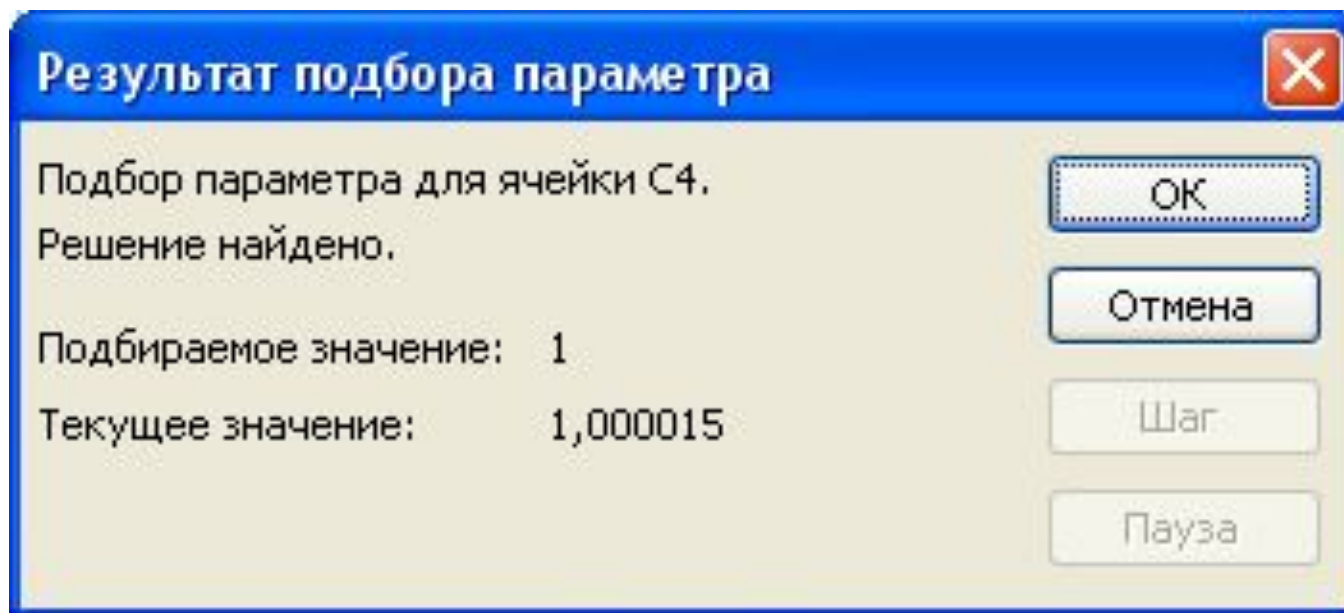 Результат подбора параметра
Подбор параметра для ячейки C4.
Решение найдено.
Подбираемое значение: 1
Текущее значение: 1,000015
ОК
Отмена
Шаг
Пауза